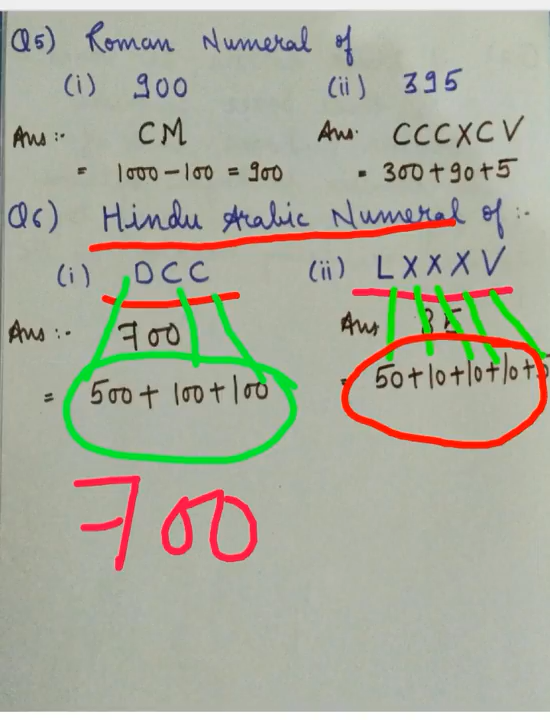 Q5) Roman Numeral of
(i) 900 (ii) 395
Ans :- CM Ans. CCCXCV
= 1000-100 = 900 = 300+90+5
Q6) Hindu Arabic Numeral of :-
(i) DCC (ii) LXXXV
Ans :- 700 Ans
= 500+100+100 = 50+10+10+10+5
700